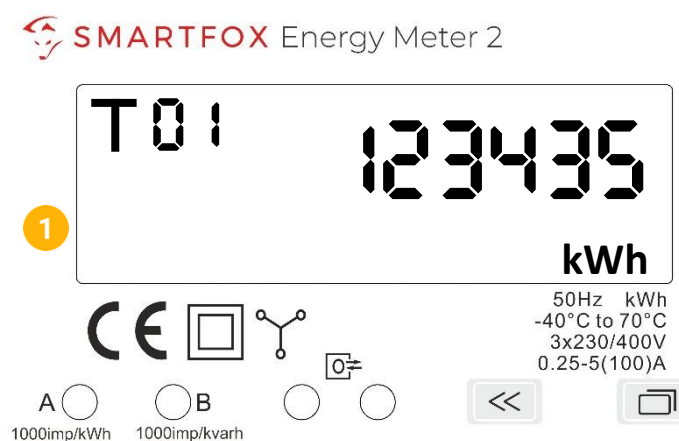 SMARTFOX Energy Meter 2
T01 123435
1
kWh
CE
50Hz kWh
-40°C to 70°C
3x230/400V
0.25-5(100)A
A B <<
1000imp/kWh 1000imp/kvarh